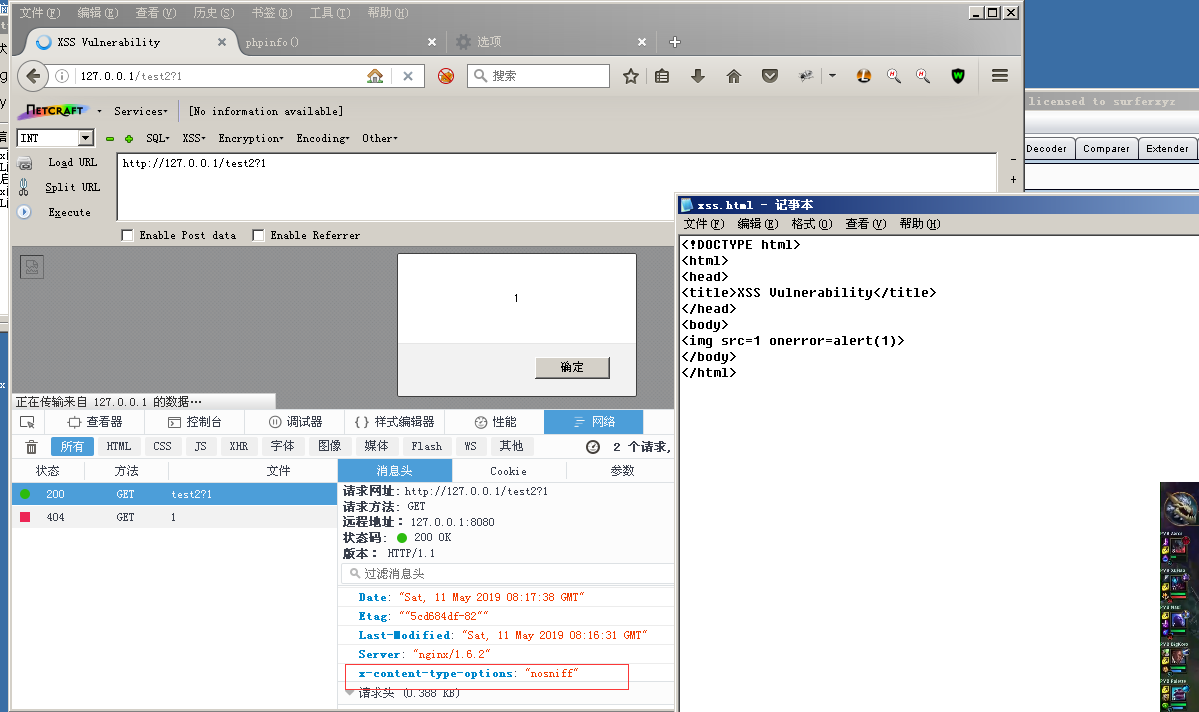 文件(F) 编辑(E) 查看(V) 历史(S) 书签(B) 工具(T) 帮助(H)
XSS Vulnerability
phpinfo()
选项
127.0.0.1/test2?1
搜索
NETCRAFT Services [No information available]
INT SQL XSS Encryption Encoding Other
Load URL
Split URL
Execute
http://127.0.0.1/test2?1
Enable Post data Enable Referrer
1
确定
正在传输来自 127.0.0.1 的数据…
查看器 控制台 调试器 {} 样式编辑器 性能 网络
所有 HTML CSS JS XHR 字体 图像 媒体 Flash WS 其他 2 个请求,
状态 方法 文件 消息头 Cookie 参数
200 GET test2?1
404 GET 1
请求网址: http://127.0.0.1/test2?1
请求方法: GET
远程地址: 127.0.0.1:8080
状态码: 200 OK
版本: HTTP/1.1
过滤消息头
Date: "Sat, 11 May 2019 08:17:38 GMT"
Etag: ""5cd684df-82""
Last-Modified: "Sat, 11 May 2019 08:16:31 GMT"
Server: "nginx/1.6.2"
x-content-type-options: "nosniff"
请求头 (0.388 KB)
licensed to surferxyz
Decoder Comparer Extender
xss.html - 记事本
文件(F) 编辑(E) 格式(O) 查看(V) 帮助(H)
<!DOCTYPE html>
<html>
<head>
<title>XSS Vulnerability</title>
</head>
<body>
<img src=1 onerror=alert(1)>
</body>
</html>